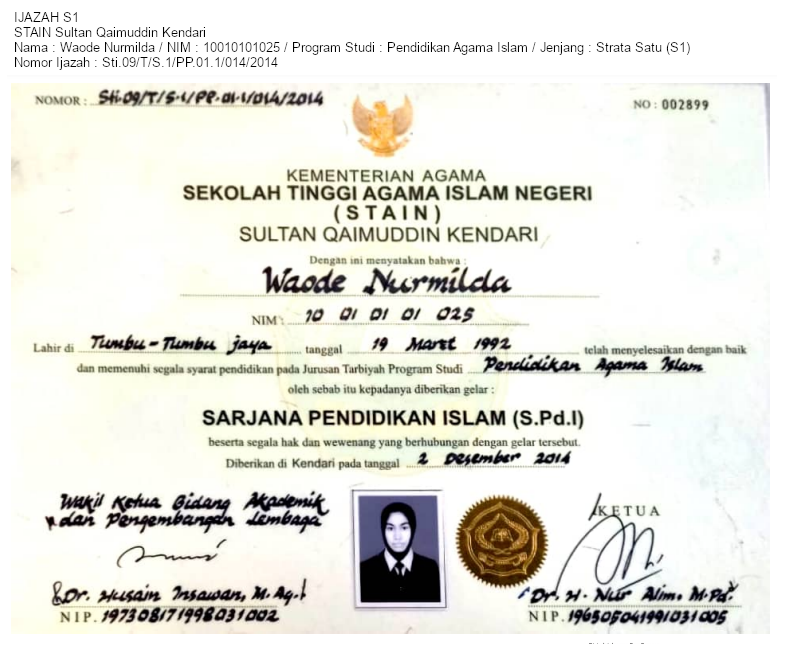 IJAZAH S1
STAIN Sultan Qaimuddin Kendari
Nama : Waode Nurmilda / NIM : 10010101025 / Program Studi : Pendidikan Agama Islam / Jenjang : Strata Satu (S1)
Nomor Ijazah : Sti.09/T/S.1/PP.01.1/014/2014
NOMOR : Sti.09/T/S-1/PP.01-1/014/2014
NO : 002899
KEMENTERIAN AGAMA
SEKOLAH TINGGI AGAMA ISLAM NEGERI
( S T A I N )
SULTAN QAIMUDDIN KENDARI
Dengan ini menyatakan bahwa :
Waode Nurmilda
NIM : 10 01 01 01 025
Lahir di Tumbu-Tumbu jaya tanggal 19 Maret 1992 telah menyelesaikan dengan baik
dan memenuhi segala syarat pendidikan pada Jurusan Tarbiyah Program Studi Pendidikan Agama Islam
oleh sebab itu kepadanya diberikan gelar :
SARJANA PENDIDIKAN ISLAM (S.Pd.I)
beserta segala hak dan wewenang yang berhubungan dengan gelar tersebut.
Diberikan di Kendari pada tanggal 2 Desember 2014
Wakil Ketua Bidang Akademik
dan Pengembangan Lembaga
Dr. Husain Insawan, M.Ag.
NIP. 197308171998031002
KETUA
Dr. H. Nur Alim, M.Pd.
NIP. 196505041991031005